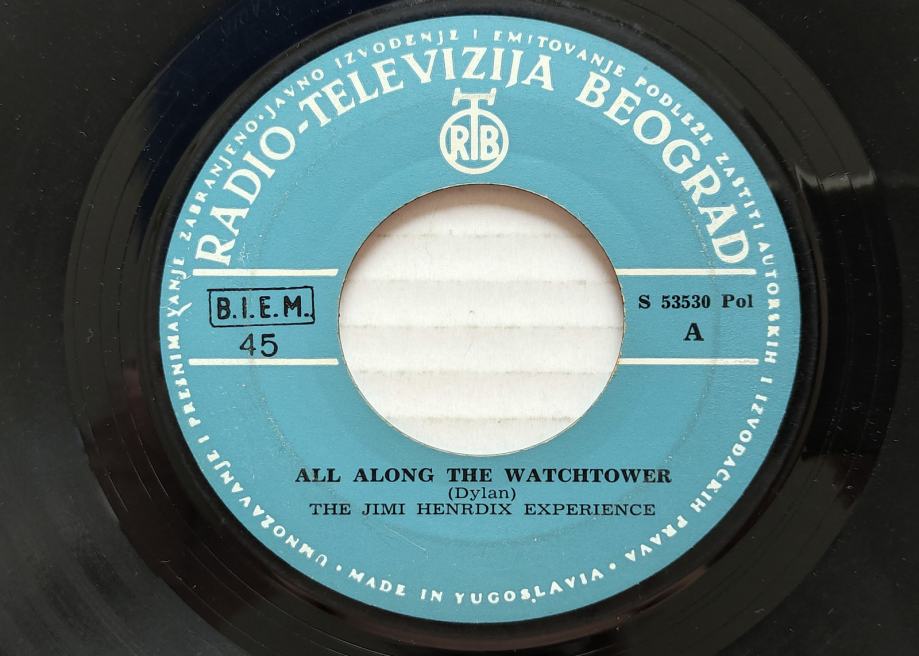 UMNOŽAVANJE I PRESNIMAVANJE ZABRANJENO • JAVNO IZVOĐENJE I EMITOVANJE PODLEŽE ZAŠTITI AUTORSKIH I IZVOĐAČKIH PRAVA • MADE IN YUGOSLAVIA •
RADIO-TELEVIZIJA BEOGRAD
RTB
B.I.E.M.
45
S 53530 Pol
A
ALL ALONG THE WATCHTOWER
(Dylan)
THE JIMI HENRDIX EXPERIENCE